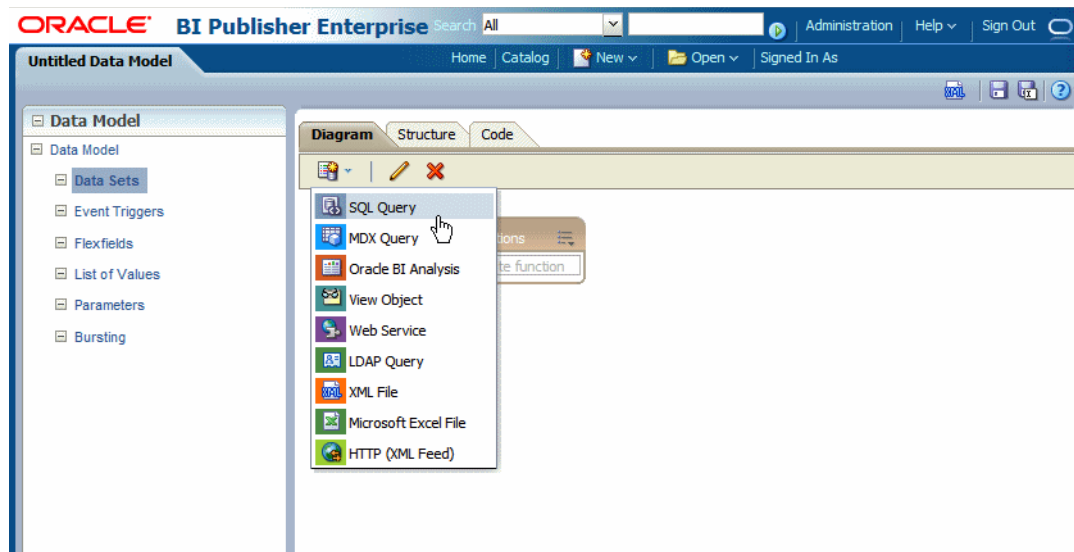 ORACLE BI Publisher Enterprise Search All Administration Help Sign Out
Untitled Data Model Home Catalog New Open Signed In As
XML
Data Model
Data Model
Data Sets
Event Triggers
Flexfields
List of Values
Parameters
Bursting
Diagram Structure Code
SQL Query
MDX Query
Oracle BI Analysis
View Object
Web Service
LDAP Query
XML File
Microsoft Excel File
HTTP (XML Feed)
function